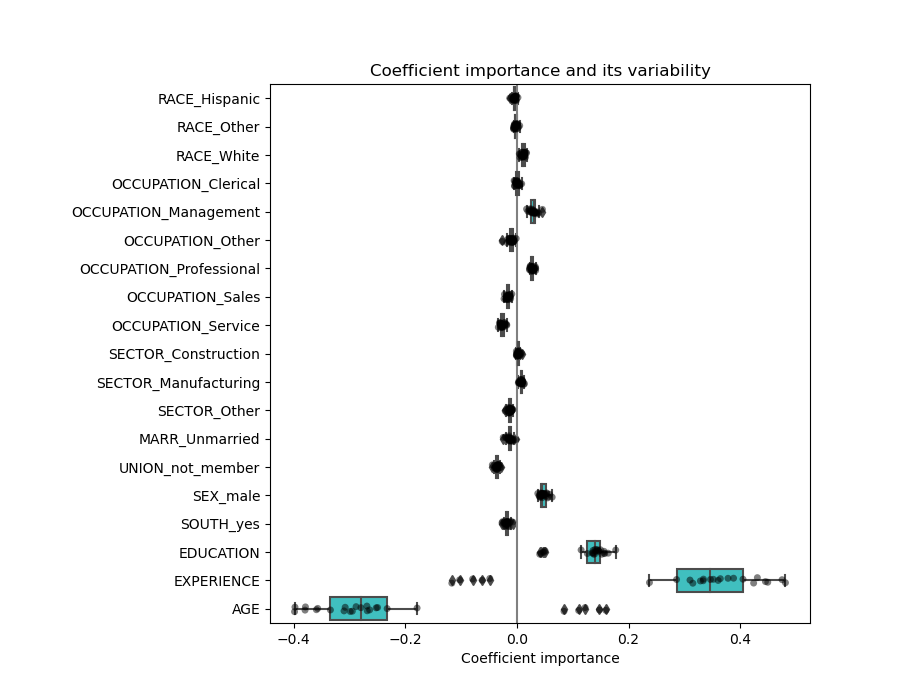 Coefficient importance and its variability
RACE_Hispanic
RACE_Other
RACE_White
OCCUPATION_Clerical
OCCUPATION_Management
OCCUPATION_Other
OCCUPATION_Professional
OCCUPATION_Sales
OCCUPATION_Service
SECTOR_Construction
SECTOR_Manufacturing
SECTOR_Other
MARR_Unmarried
UNION_not_member
SEX_male
SOUTH_yes
EDUCATION
EXPERIENCE
AGE
−0.4 −0.2 0.0 0.2 0.4
Coefficient importance